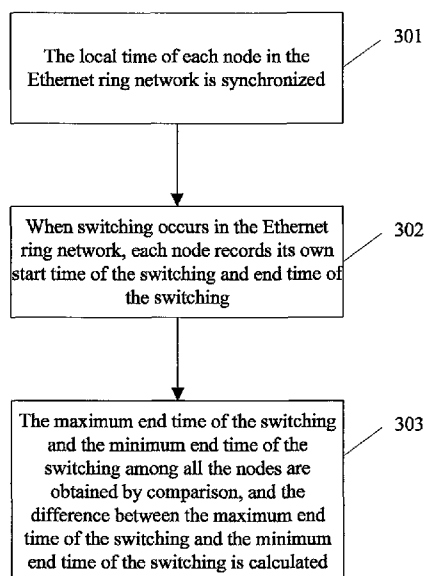 The local time of each node in the
Ethernet ring network is synchronized
301
When switching occurs in the Ethernet
ring network, each node records its own
start time of the switching and end time of
the switching
302
The maximum end time of the switching
and the minimum end time of the
switching among all the nodes are
obtained by comparison, and the
difference between the maximum end
time of the switching and the minimum
end time of the switching is calculated
303